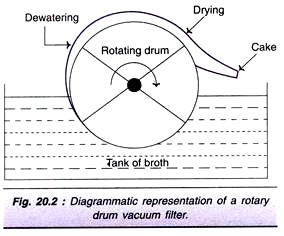 Drying
Dewatering
Cake
Rotating drum
Tank of broth
Fig. 20.2 : Diagrammatic representation of a rotary
drum vacuum filter.